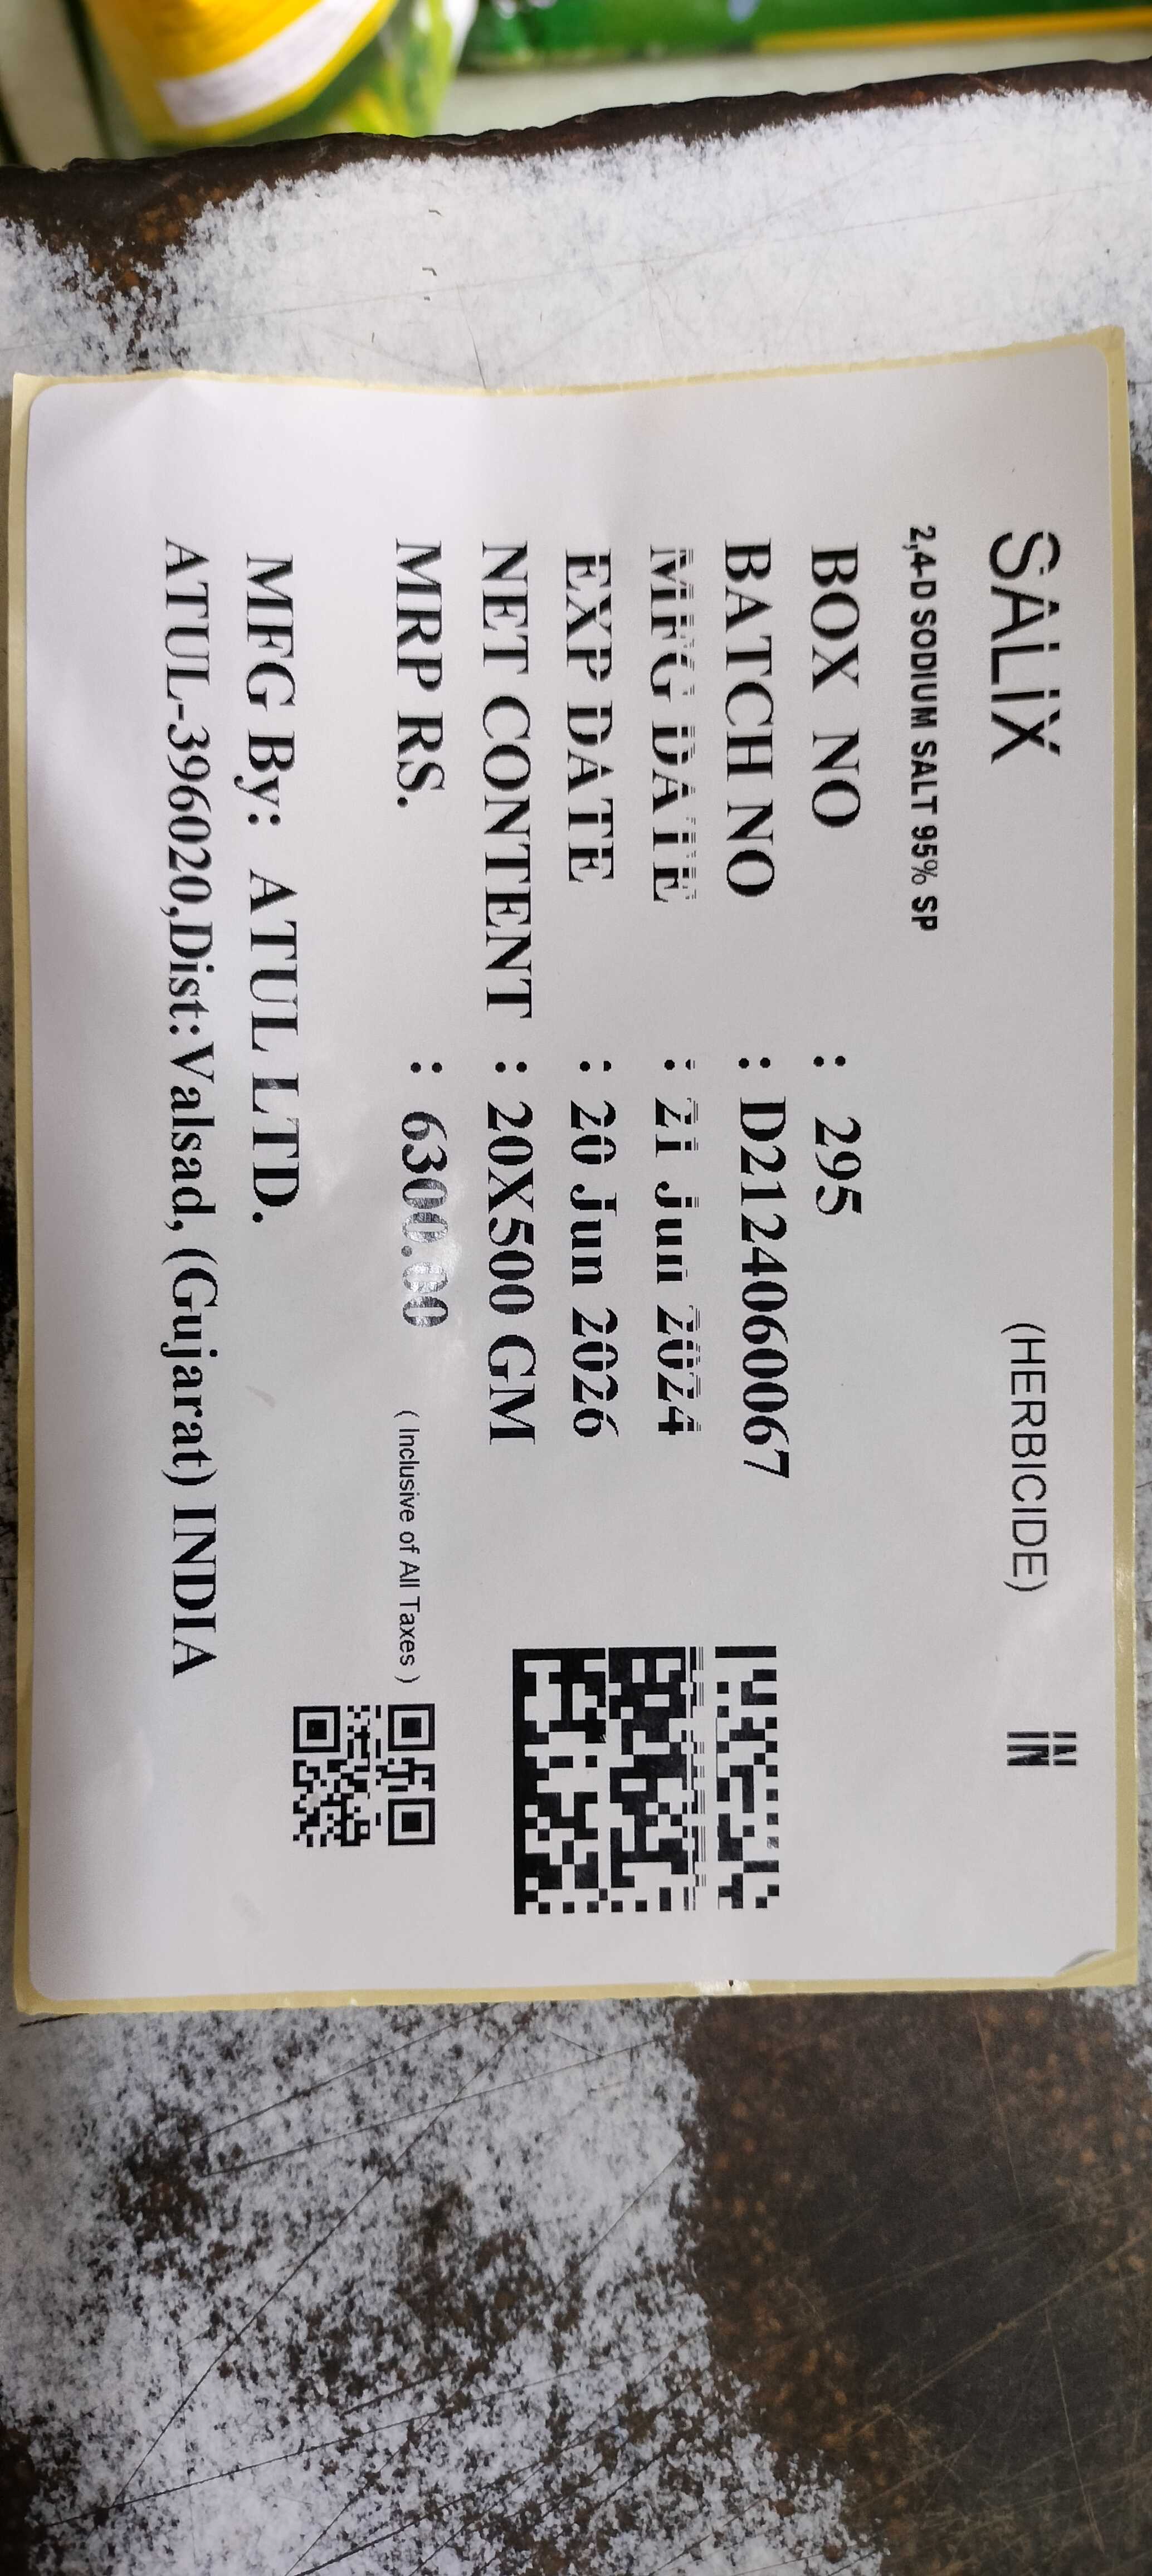 SALIX (HERBICIDE) IN
2,4-D SODIUM SALT 95% SP
BOX NO : 295
BATCH NO : D2124060067
MFG DATE : 21 Jun 2024
EXP DATE : 20 Jun 2026
NET CONTENT : 20X500 GM
MRP RS. : 6300.00 ( Inclusive of All Taxes )
MFG By: ATUL LTD.
ATUL-396020,Dist:Valsad, (Gujarat) INDIA